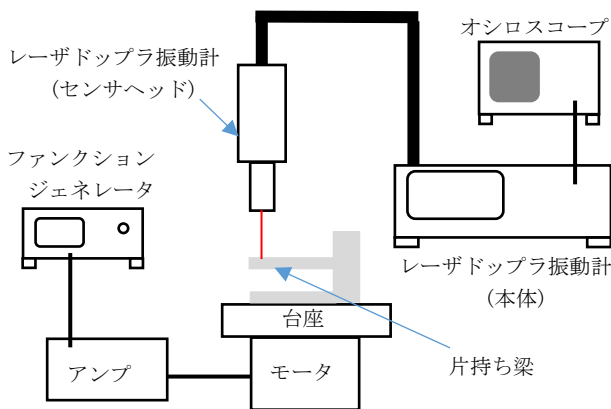 オシロスコープ
レーザドップラ振動計
（センサヘッド）
ファンクション
ジェネレータ
レーザドップラ振動計
（本体）
台座
片持ち梁
アンプ
モータ